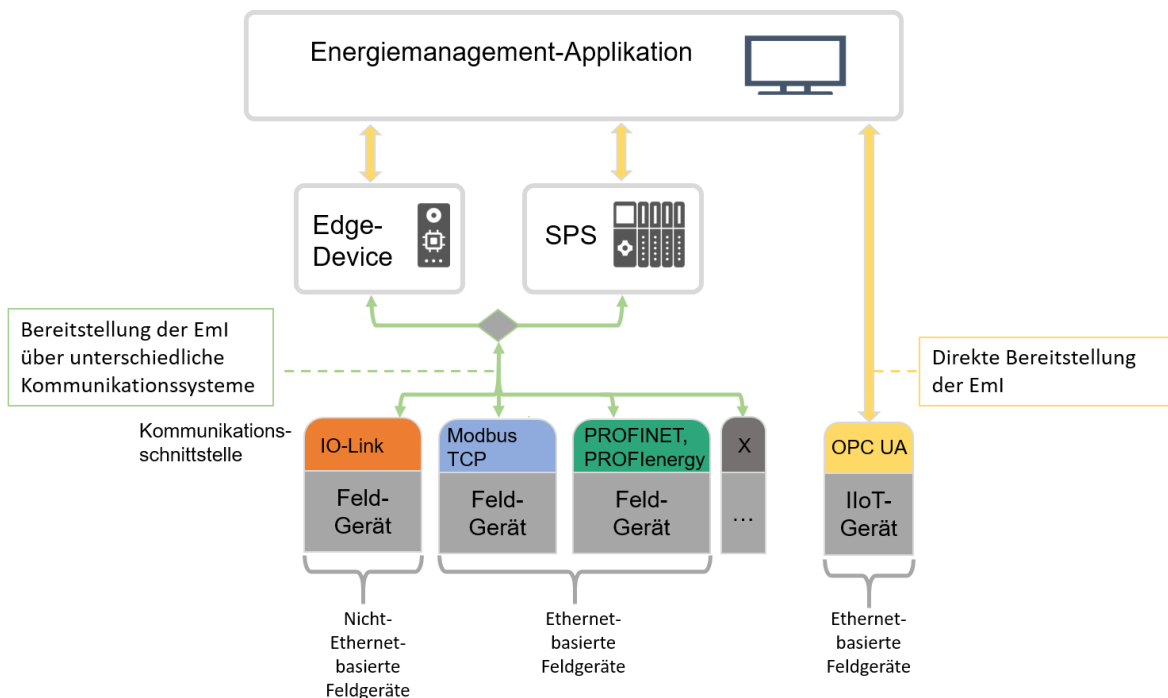 Energiemanagement-Applikation
Edge-
Device
SPS
Bereitstellung der EmI
über unterschiedliche
Kommunikationssysteme
Direkte Bereitstellung
der EmI
Kommunikations-
schnittstelle
IO-Link
Modbus
TCP
PROFINET,
PROFIenergy
X
OPC UA
Feld-
Gerät
Feld-
Gerät
Feld-
Gerät
...
IIoT-
Gerät
Nicht-
Ethernet-
basierte
Feldgeräte
Ethernet-
basierte
Feldgeräte
Ethernet-
basierte
Feldgeräte